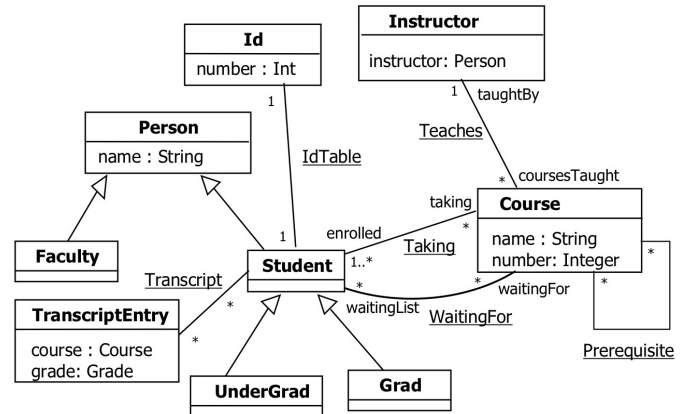 Id
number : Int
Instructor
instructor: Person
1
1
taughtBy
Person
name : String
IdTable
Teaches
*
coursesTaught
taking
Course
name : String
number: Integer
*
enrolled
Taking
1
1..*
Faculty
Student
*
*
Transcript
*
*
waitingList
*
waitingFor
WaitingFor
*
TranscriptEntry
course : Course
grade: Grade
*
Prerequisite
UnderGrad
Grad